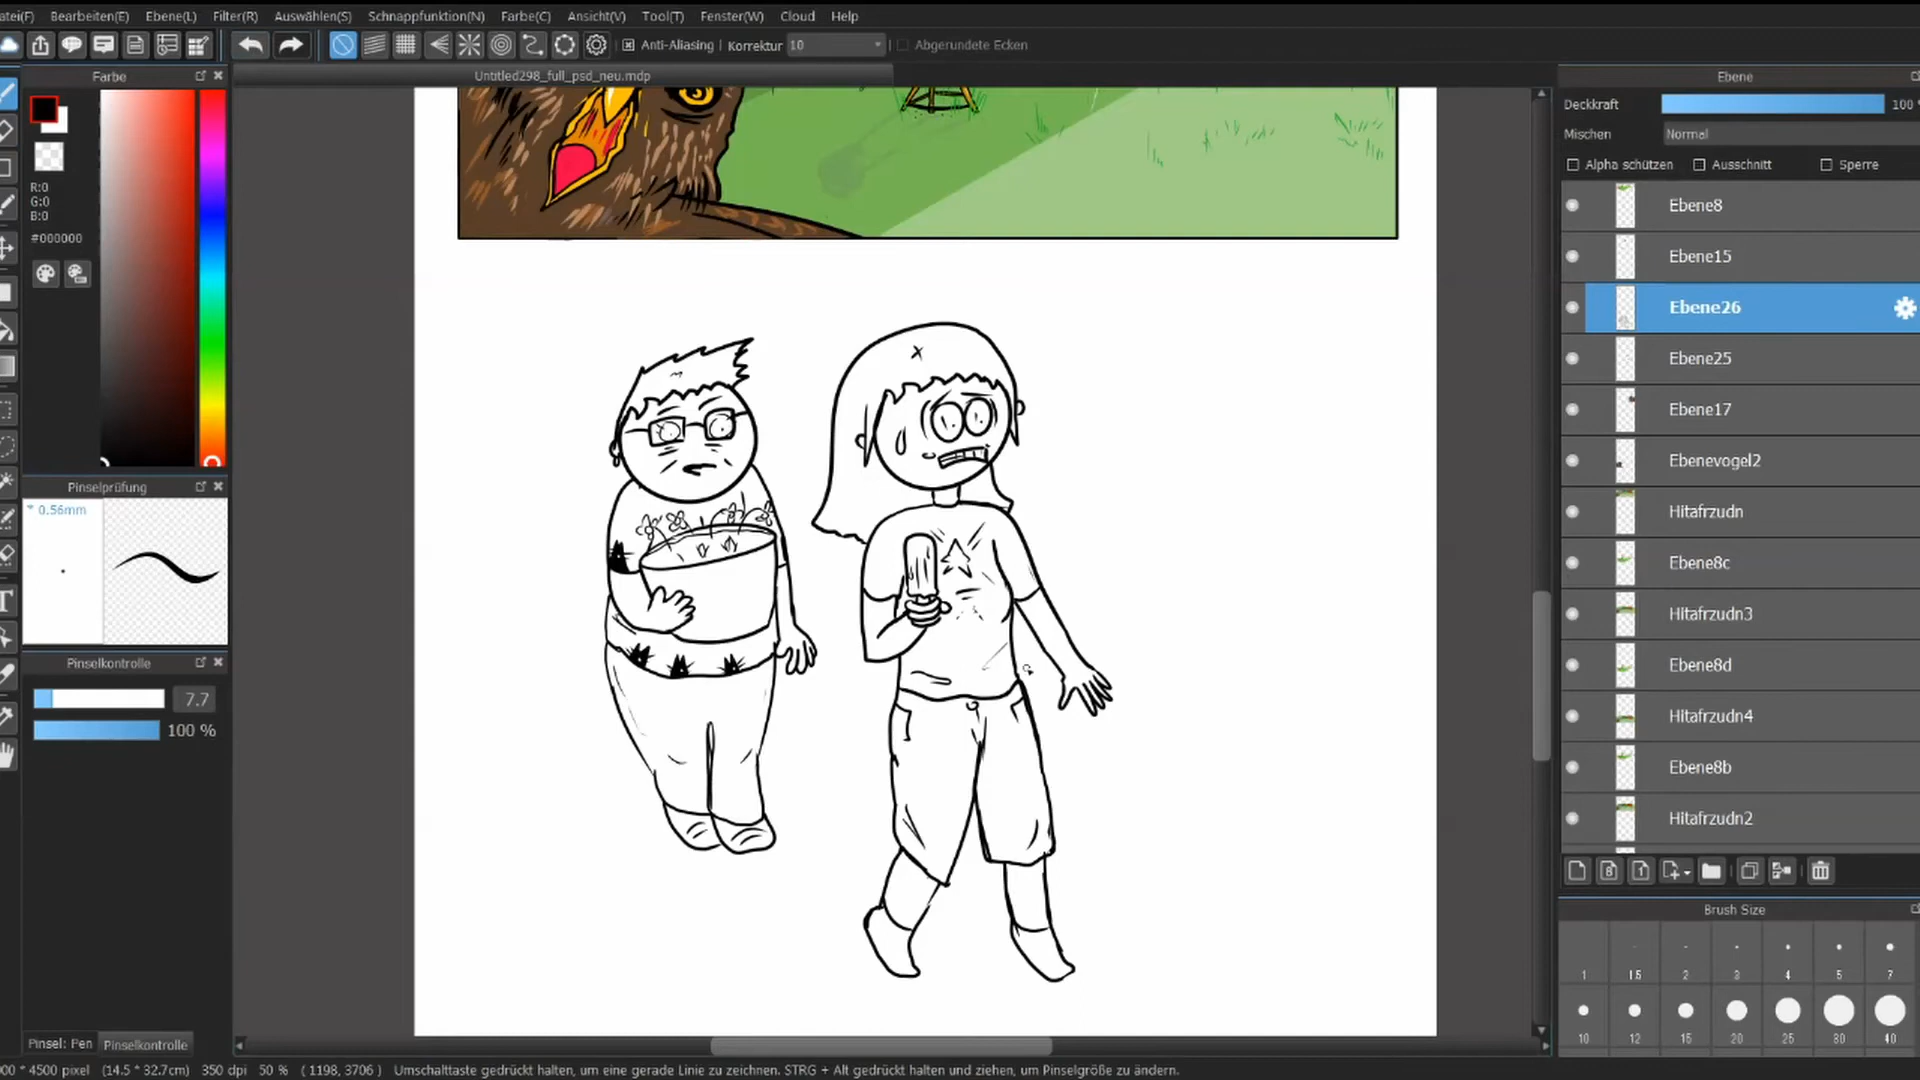 atei(F) Bearbeiten(E) Ebene(L) Filter(R) Auswählen(S) Schnappfunktion(N) Farbe(C) Ansicht(V) Tool(T) Fenster(W) Cloud Help
Anti-Aliasing Korrektur 10 Abgerundete Ecken
Farbe
Untitled298_full_psd_neu.mdp
Ebene
Deckkraft 100
Mischen Normal
Alpha schützen Ausschnitt Sperre
R:0
G:0
B:0
#000000
Ebene8
Ebene15
Ebene26
Ebene25
Ebene17
Ebenevogel2
Hitafrzudn
Ebene8c
Hitafrzudn3
Ebene8d
Hitafrzudn4
Ebene8b
Hitafrzudn2
Pinselprüfung
* 0.56mm
Pinselkontrolle
7.7
100 %
Brush Size
1 1.5 2 3 4 5 7
10 12 15 20 25 30 40
Pinsel: Pen Pinselkontrolle
00 * 4500 pixel (14.5 * 32.7cm) 350 dpi 50 % ( 1198, 3706 ) Umschalttaste gedrückt halten, um eine gerade Linie zu zeichnen. STRG + Alt gedrückt halten und ziehen, um Pinselgröße zu ändern.